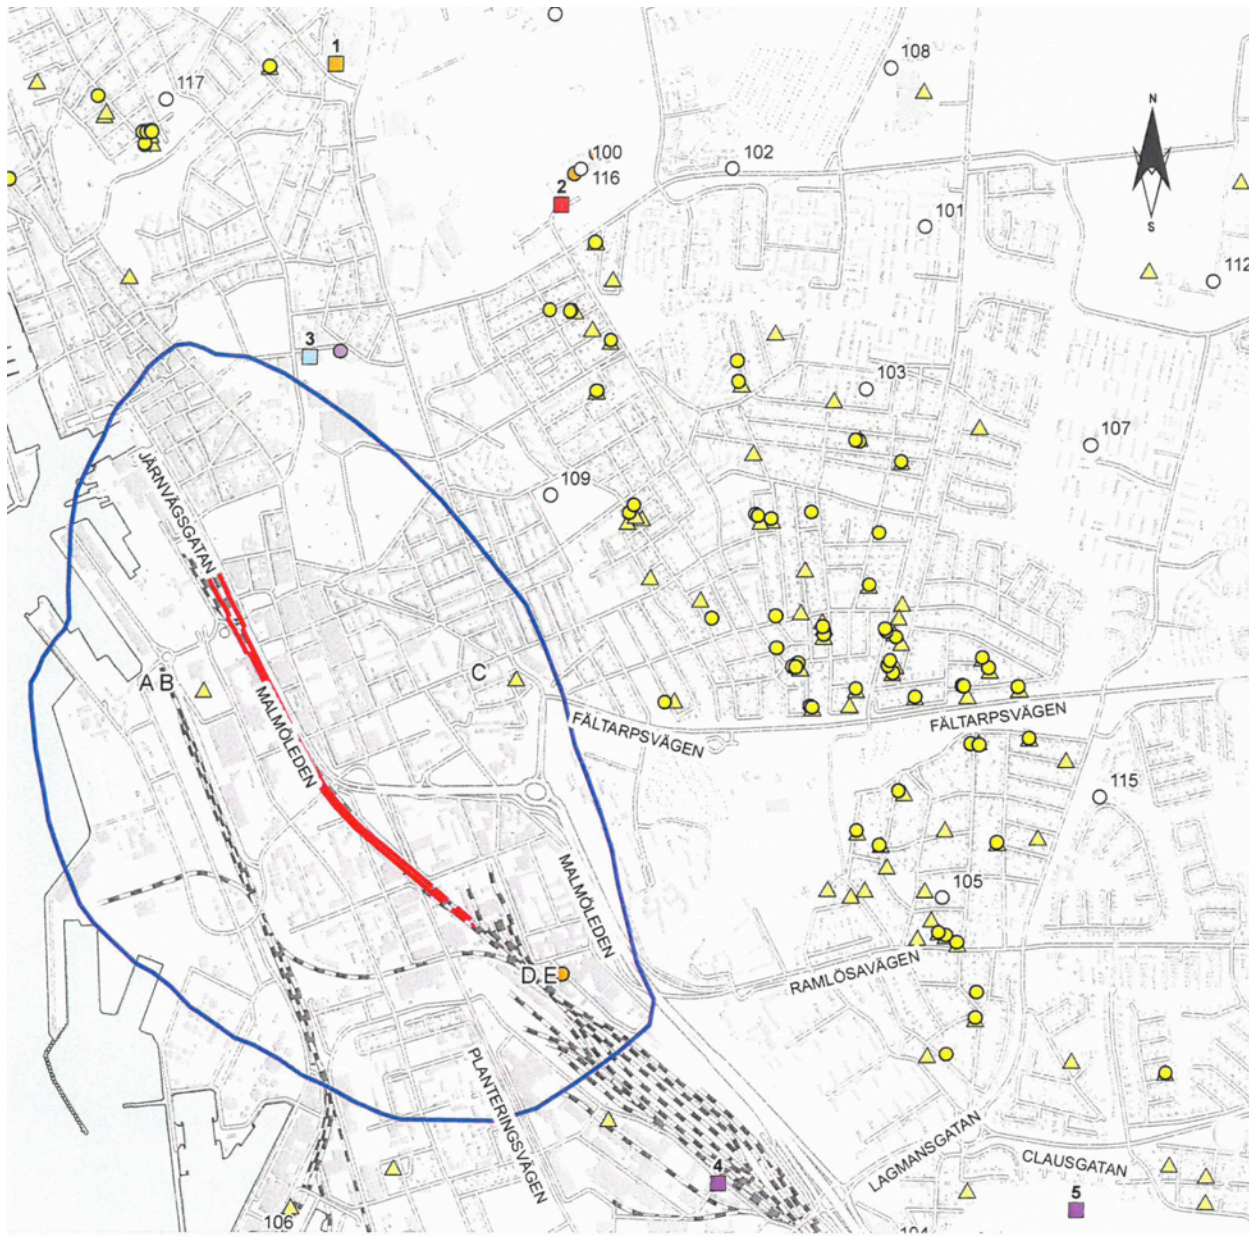 1
108
117
N
100
102
116
2
S
101
112
3
103
107
JÄRNVÄGSGATAN
109
C
A B
MALMÖLEDEN
FÄLTARPSVÄGEN
FÄLTARPSVÄGEN
115
MALMÖLEDEN
105
RAMLÖSAVÄGEN
D,E
PLANTERINGSVÄGEN
LAGMANSGATAN
CLAUSGATAN
4
5
106
104